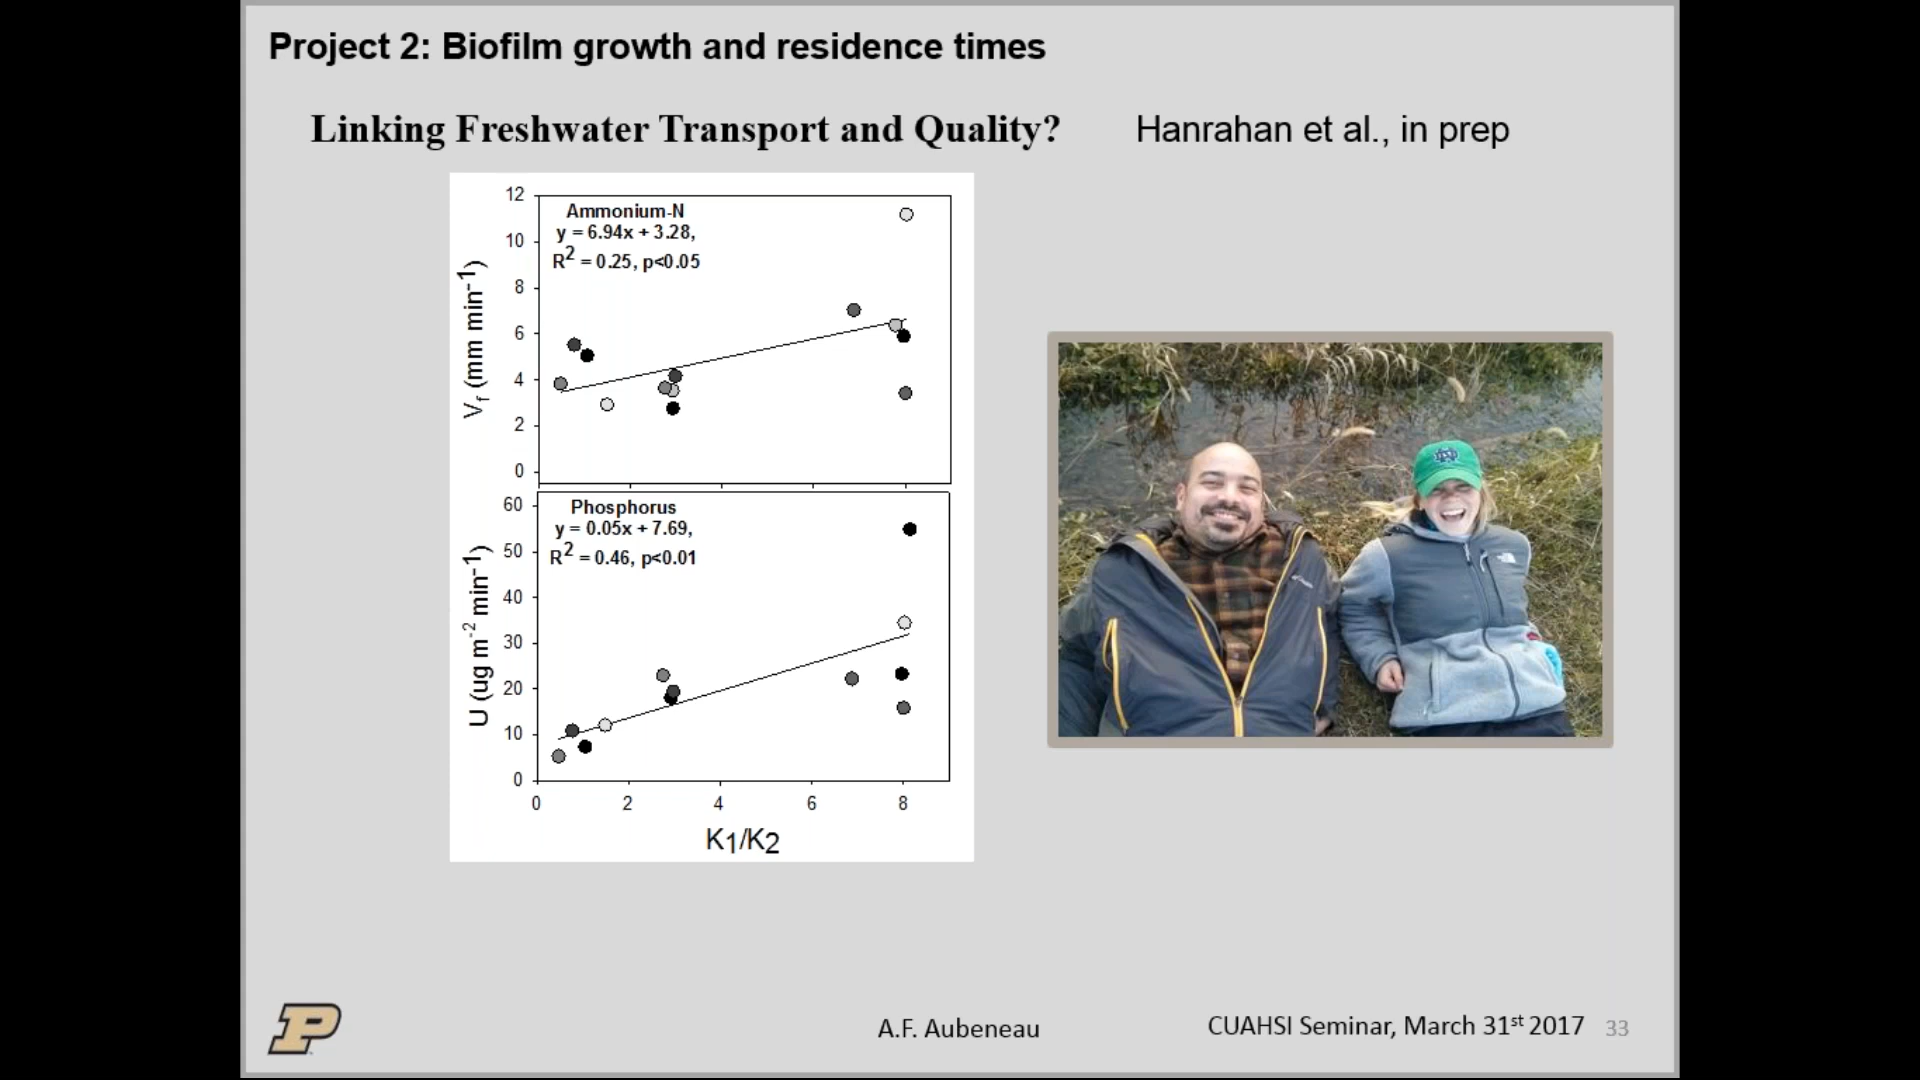 Project 2: Biofilm growth and residence times
Linking Freshwater Transport and Quality?
Hanrahan et al., in prep
12
10
8
6
4
2
0
Vf (mm min-1)
Ammonium-N
y = 6.94x + 3.28,
R2 = 0.25, p<0.05
60
50
40
30
20
10
0
U (ug m-2 min-1)
Phosphorus
y = 0.05x + 7.69,
R2 = 0.46, p<0.01
0 2 4 6 8
K1/K2
P
A.F. Aubeneau
CUAHSI Seminar, March 31st 2017 33